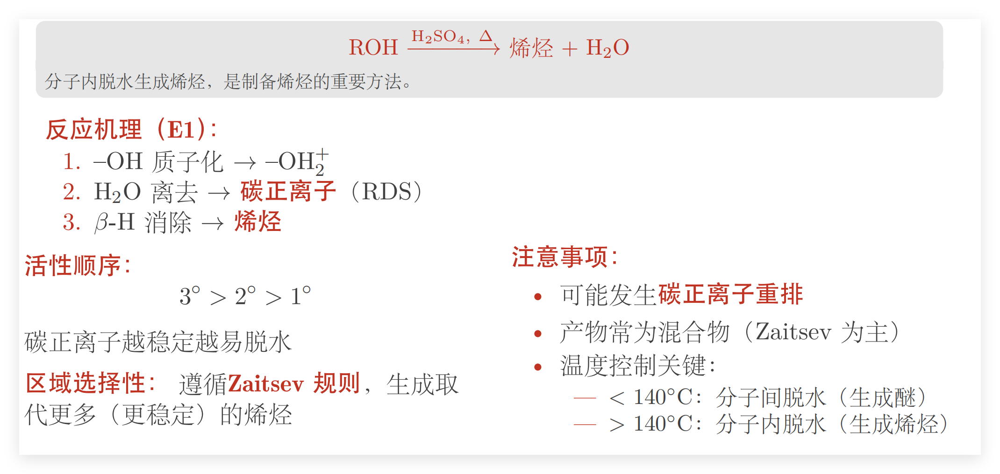 ROH $\xrightarrow{\mathrm{H_2SO_4,\ \Delta}}$ 烯烃 + H₂O
分子内脱水生成烯烃，是制备烯烃的重要方法。
反应机理（E1）：
1. –OH 质子化 → –OH₂⁺
2. H₂O 离去 → 碳正离子（RDS）
3. β-H 消除 → 烯烃
活性顺序：
3° > 2° > 1°
碳正离子越稳定越易脱水
区域选择性： 遵循Zaitsev 规则，生成取
代更多（更稳定）的烯烃
注意事项：
• 可能发生碳正离子重排
• 产物常为混合物（Zaitsev 为主）
• 温度控制关键：
— < 140°C：分子间脱水（生成醚）
— > 140°C：分子内脱水（生成烯烃）